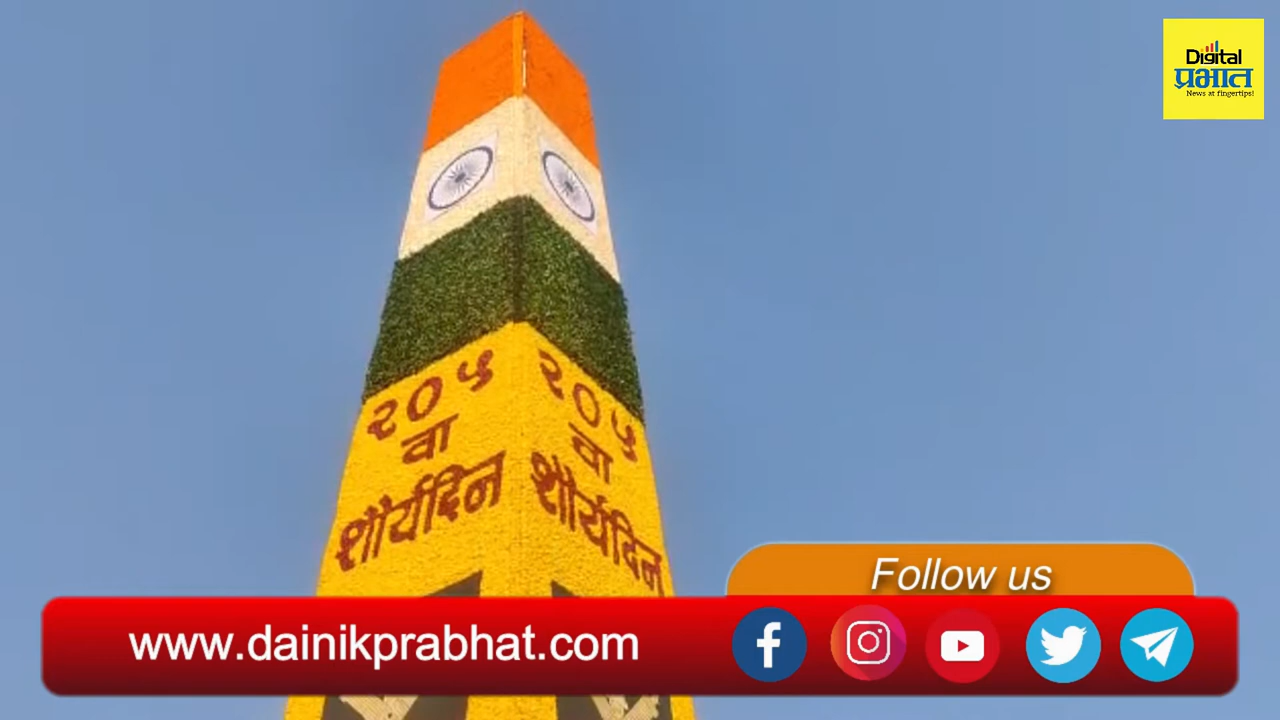 Digital
प्रभात
News at fingertips!
२०५
वा
शौर्यदिन
२०५
वा
शौर्यदिन
Follow us
www.dainikprabhat.com